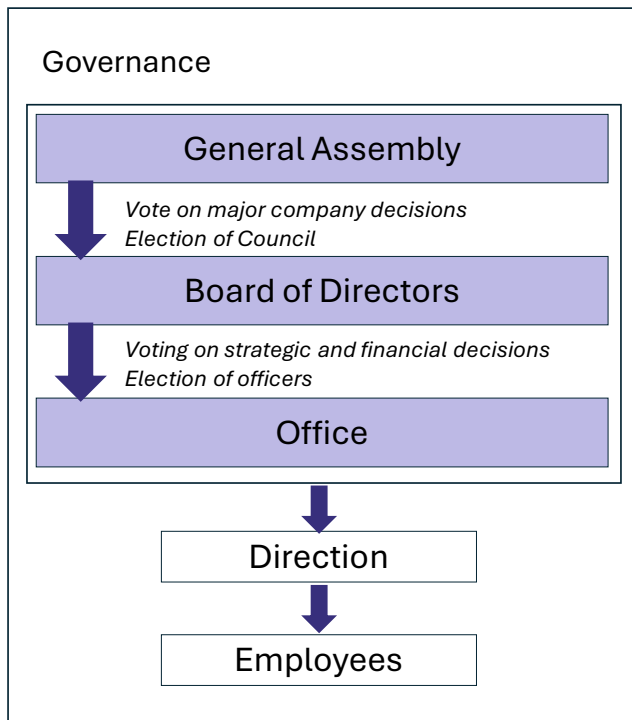 Governance
General Assembly
Vote on major company decisions
Election of Council
Board of Directors
Voting on strategic and financial decisions
Election of officers
Office
Direction
Employees